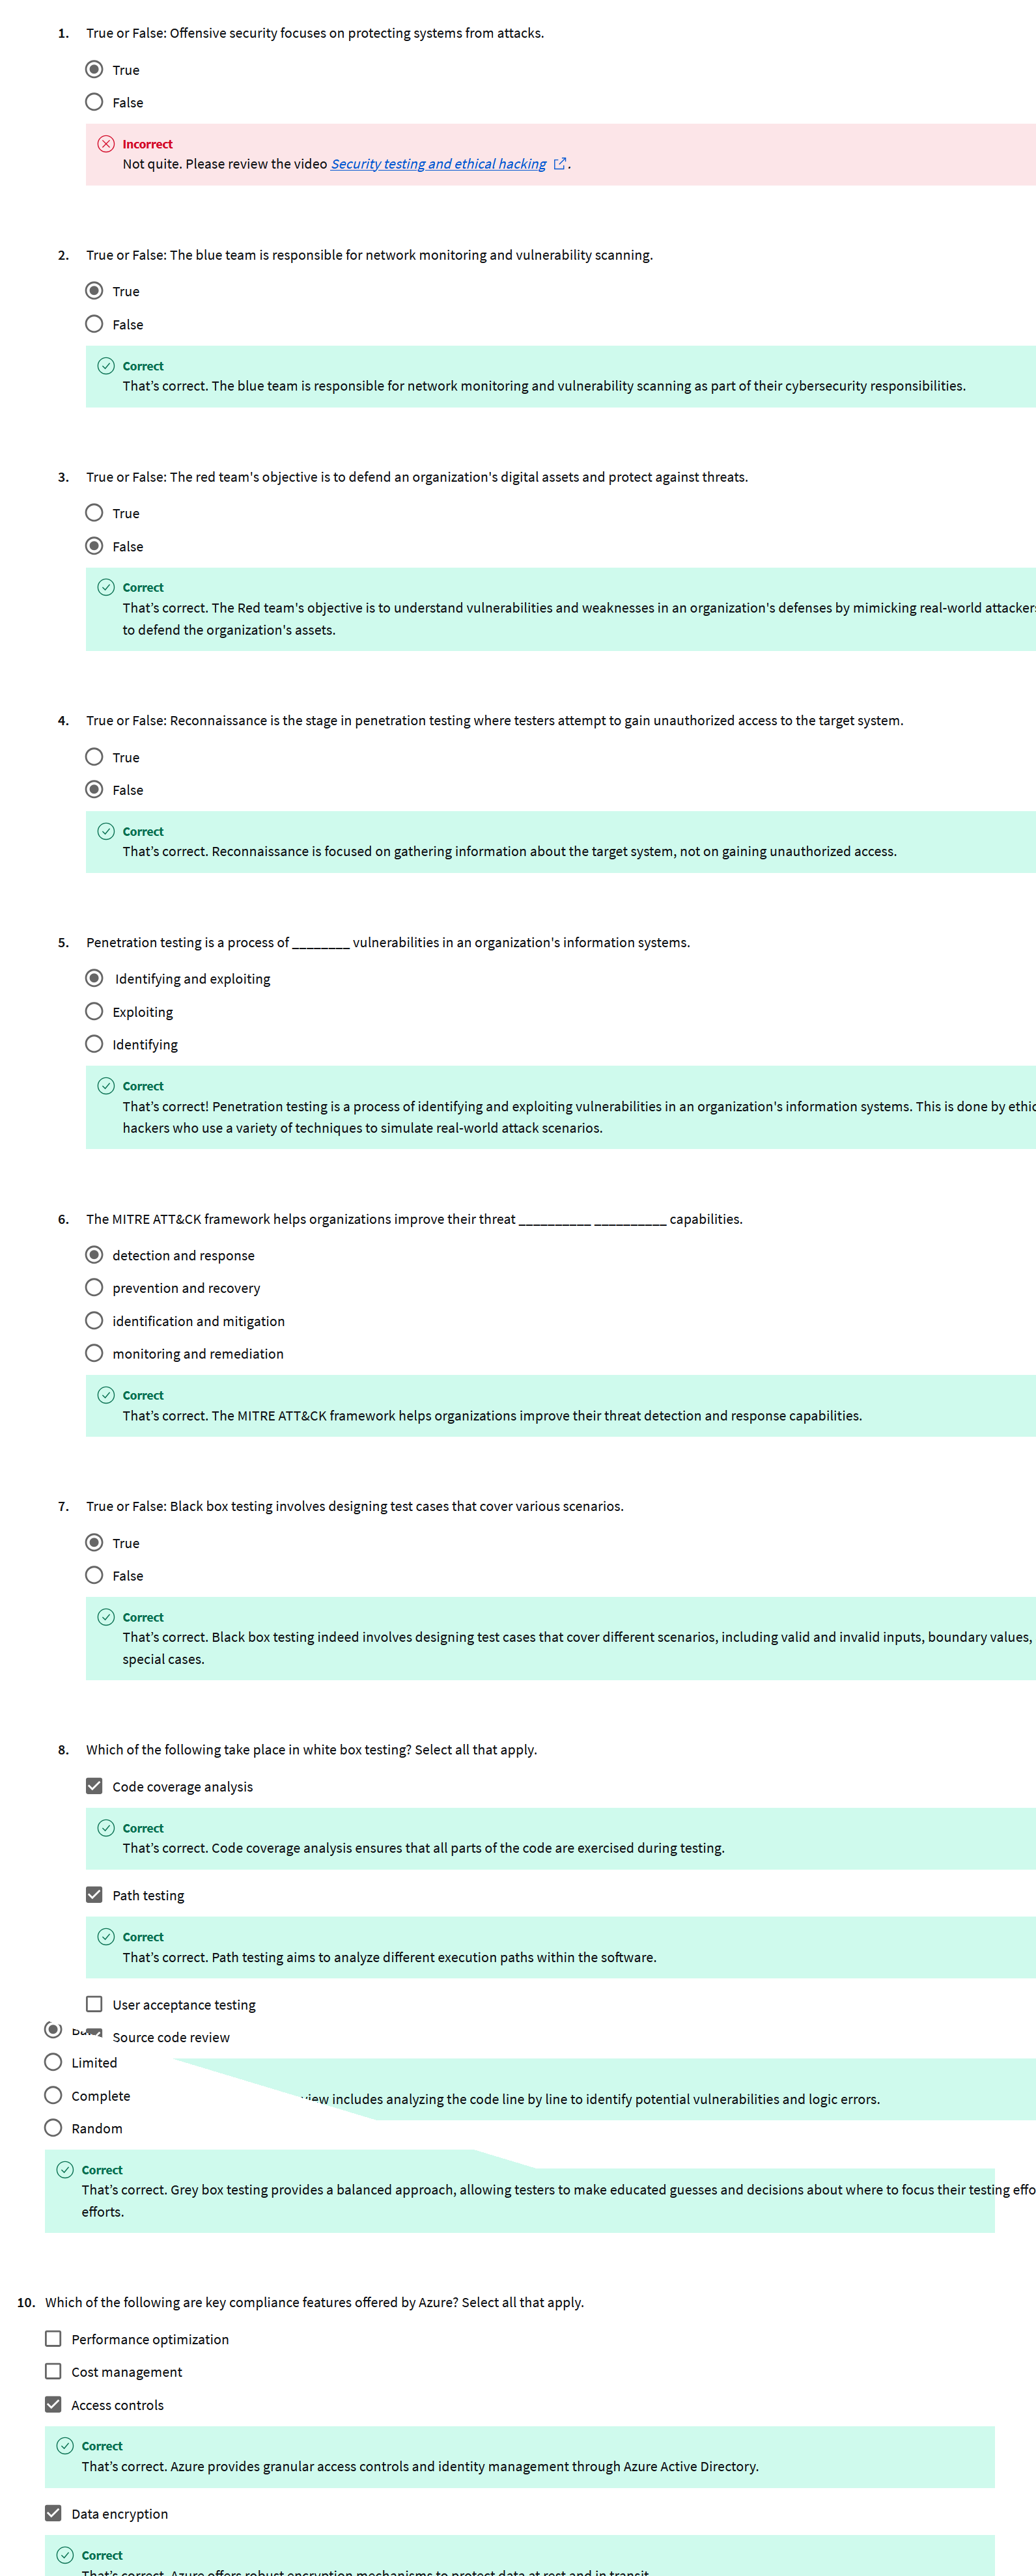 1. True or False: Offensive security focuses on protecting systems from attacks.
True
False
Incorrect
Not quite. Please review the video Security testing and ethical hacking .
2. True or False: The blue team is responsible for network monitoring and vulnerability scanning.
True
False
Correct
That's correct. The blue team is responsible for network monitoring and vulnerability scanning as part of their cybersecurity responsibilities.
3. True or False: The red team's objective is to defend an organization's digital assets and protect against threats.
True
False
Correct
That's correct. The Red team's objective is to understand vulnerabilities and weaknesses in an organization's defenses by mimicking real-world attacker
to defend the organization's assets.
4. True or False: Reconnaissance is the stage in penetration testing where testers attempt to gain unauthorized access to the target system.
True
False
Correct
That's correct. Reconnaissance is focused on gathering information about the target system, not on gaining unauthorized access.
5. Penetration testing is a process of ________ vulnerabilities in an organization's information systems.
Identifying and exploiting
Exploiting
Identifying
Correct
That's correct! Penetration testing is a process of identifying and exploiting vulnerabilities in an organization's information systems. This is done by ethic
hackers who use a variety of techniques to simulate real-world attack scenarios.
6. The MITRE ATT&CK framework helps organizations improve their threat __________ __________ capabilities.
detection and response
prevention and recovery
identification and mitigation
monitoring and remediation
Correct
That's correct. The MITRE ATT&CK framework helps organizations improve their threat detection and response capabilities.
7. True or False: Black box testing involves designing test cases that cover various scenarios.
True
False
Correct
That's correct. Black box testing indeed involves designing test cases that cover different scenarios, including valid and invalid inputs, boundary values,
special cases.
8. Which of the following take place in white box testing? Select all that apply.
Code coverage analysis
Correct
That's correct. Code coverage analysis ensures that all parts of the code are exercised during testing.
Path testing
Correct
That's correct. Path testing aims to analyze different execution paths within the software.
User acceptance testing
Source code review
Limited
includes analyzing the code line by line to identify potential vulnerabilities and logic errors.
Complete
Random
Correct
That's correct. Grey box testing provides a balanced approach, allowing testers to make educated guesses and decisions about where to focus their testing effo
efforts.
10. Which of the following are key compliance features offered by Azure? Select all that apply.
Performance optimization
Cost management
Access controls
Correct
That's correct. Azure provides granular access controls and identity management through Azure Active Directory.
Data encryption
Correct
That's correct. Azure offers robust encryption mechanisms to protect data at rest and in transit.